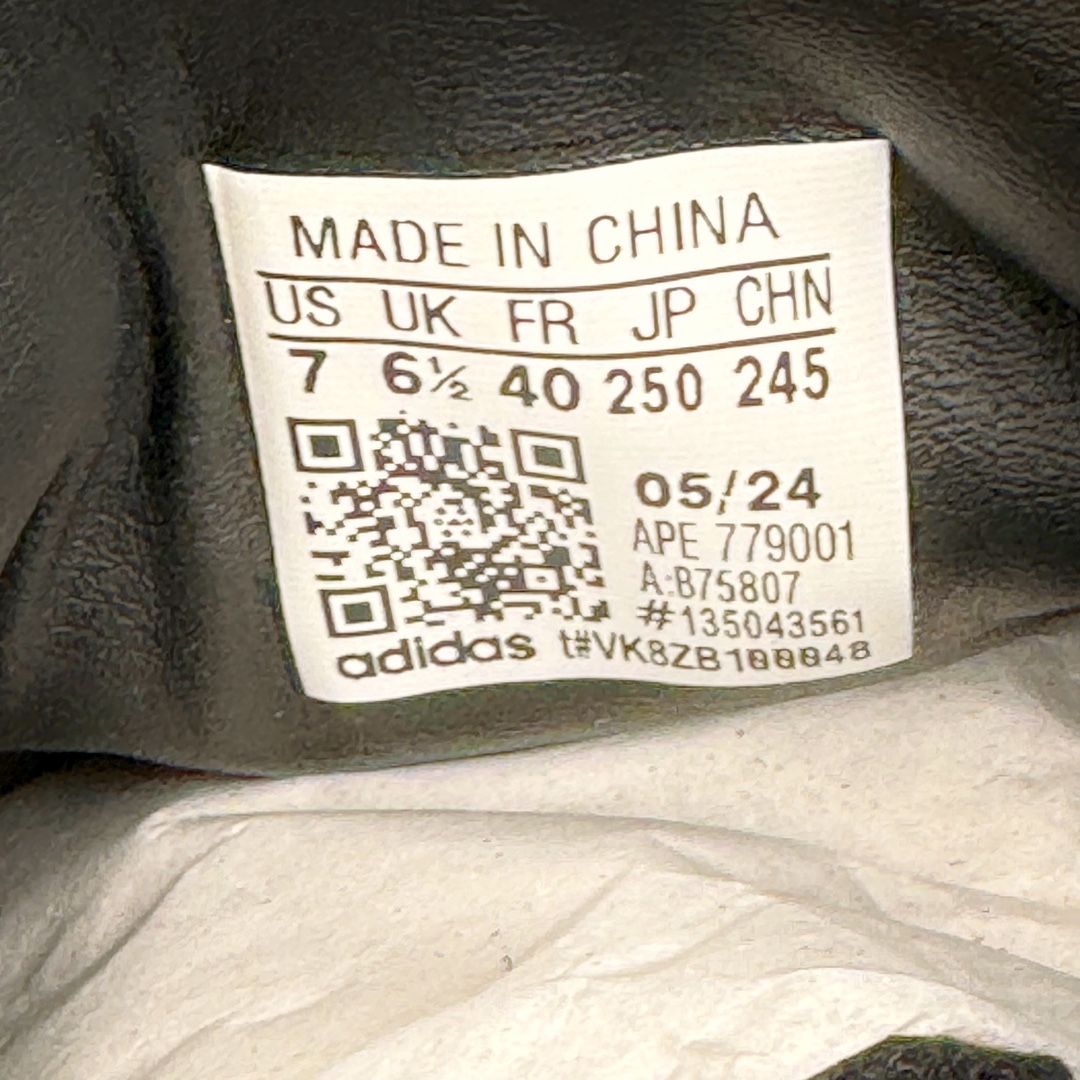 MADE IN CHINA
US UK FR JP CHN
7 6½ 40 250 245
05/24
APE 779001
A:B75807
#135043561
adidas t#VK8ZB100048